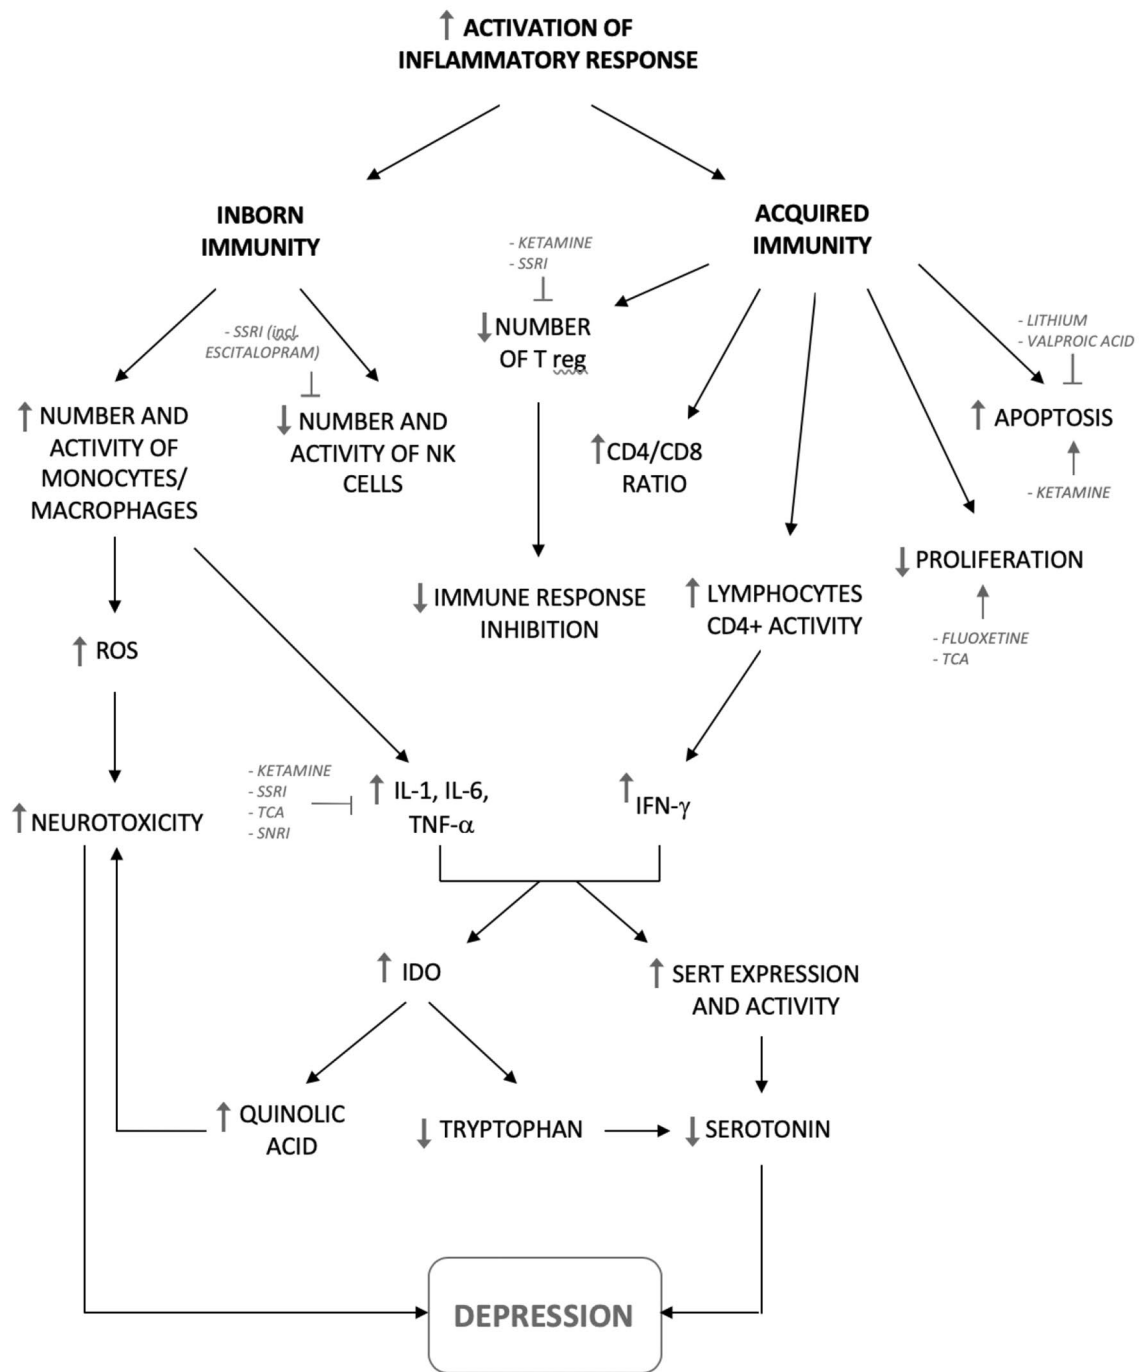 ↑ ACTIVATION OF
INFLAMMATORY RESPONSE
INBORN
IMMUNITY
ACQUIRED
IMMUNITY
- KETAMINE
- SSRI
- SSRI (incl.
ESCITALOPRAM)
↓ NUMBER
OF T reg
- LITHIUM
- VALPROIC ACID
↑ NUMBER AND
ACTIVITY OF
MONOCYTES/
MACROPHAGES
↓ NUMBER AND
ACTIVITY OF NK
CELLS
↑ CD4/CD8
RATIO
↑ APOPTOSIS
- KETAMINE
↓ IMMUNE RESPONSE
INHIBITION
↑ LYMPHOCYTES
CD4+ ACTIVITY
↓ PROLIFERATION
- FLUOXETINE
- TCA
↑ ROS
- KETAMINE
- SSRI
- TCA
- SNRI
↑ NEUROTOXICITY
↑ IL-1, IL-6,
TNF-α
↑ IFN-γ
↑ IDO
↑ SERT EXPRESSION
AND ACTIVITY
↑ QUINOLIC
ACID
↓ TRYPTOPHAN
↓ SEROTONIN
DEPRESSION